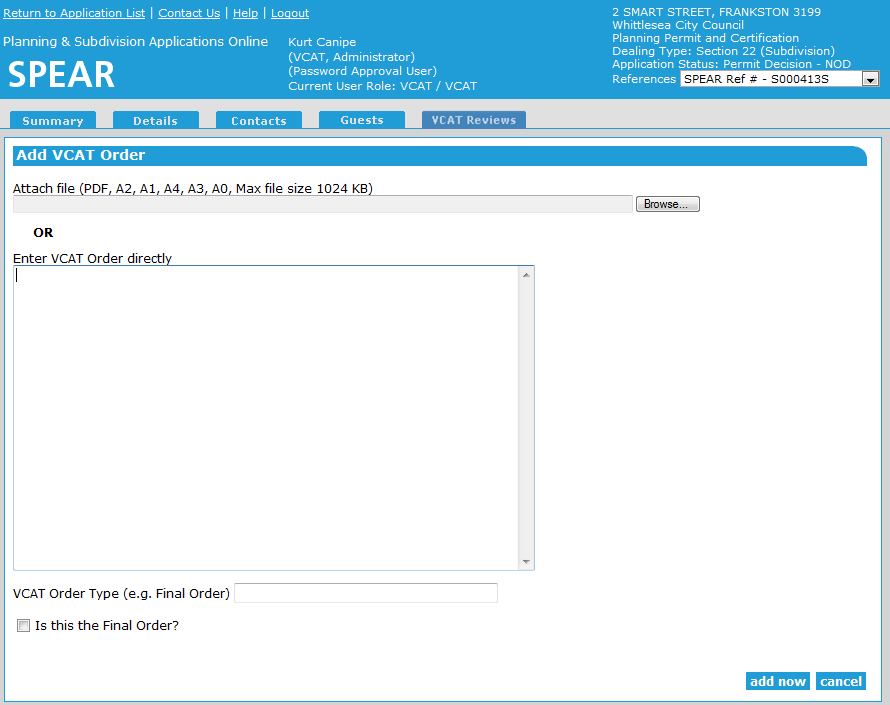 Return to Application List | Contact Us | Help | Logout
Planning & Subdivision Applications Online
SPEAR
Kurt Canipe
(VCAT, Administrator)
(Password Approval User)
Current User Role: VCAT / VCAT
2 SMART STREET, FRANKSTON 3199
Whittlesea City Council
Planning Permit and Certification
Dealing Type: Section 22 (Subdivision)
Application Status: Permit Decision - NOD
References SPEAR Ref # - S000413S
Summary Details Contacts Guests VCAT Reviews
Add VCAT Order
Attach file (PDF, A2, A1, A4, A3, A0, Max file size 1024 KB)
Browse...
OR
Enter VCAT Order directly
VCAT Order Type (e.g. Final Order)
Is this the Final Order?
add now cancel